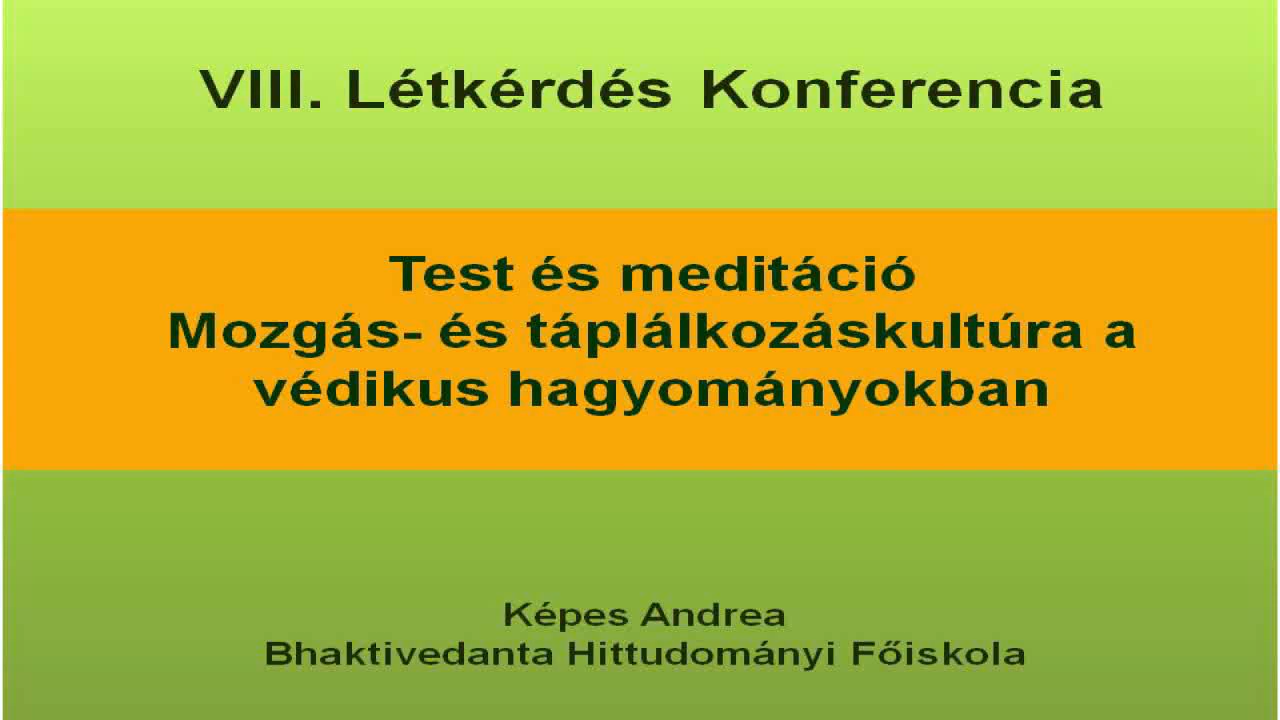 VIII. Létkérdés Konferencia
Test és meditáció
Mozgás- és táplálkozáskultúra a
védikus hagyományokban
Képes Andrea
Bhaktivedanta Hittudományi Főiskola